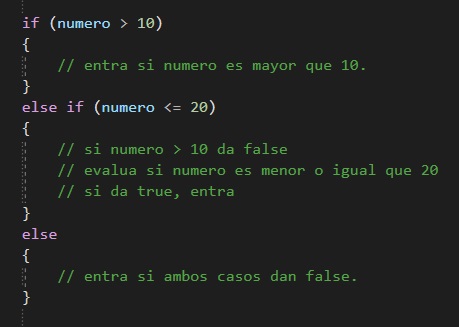 if (numero > 10)
{
// entra si numero es mayor que 10.
}
else if (numero <= 20)
{
// si numero > 10 da false
// evalua si numero es menor o igual que 20
// si da true, entra
}
else
{
// entra si ambos casos dan false.
}